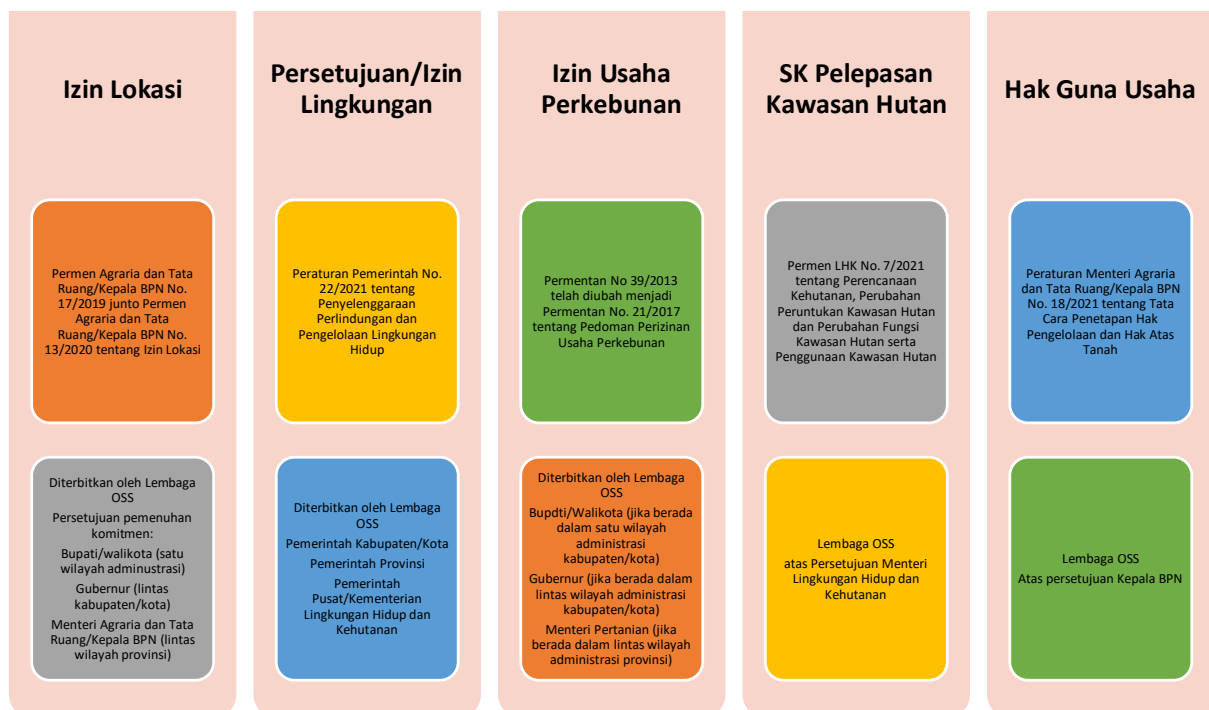 Izin Lokasi
Permen Agraria dan Tata
Ruang/Kepala BPN No.
17/2019 junto Permen
Agraria dan Tata
Ruang/Kepala BPN No.
13/2020 tentang Izin Lokasi
Diterbitkan oleh Lembaga
OSS
Persetujuan pemenuhan
komitmen:
Bupati/walikota (satu
wilayah adminustrasi)
Gubernur (lintas
kabupaten/kota)
Menteri Agraria dan Tata
Ruang/Kepala BPN (lintas
wilayah provinsi)
Persetujuan/Izin
Lingkungan
Peraturan Pemerintah No.
22/2021 tentang
Penyelenggaraan
Perlindungan dan
Pengelolaan Lingkungan
Hidup
Diterbitkan oleh Lembaga
OSS
Pemerintah Kabupaten/Kota
Pemerintah Provinsi
Pemerintah
Pusat/Kementerian
Lingkungan Hidup dan
Kehutanan
Izin Usaha
Perkebunan
Permentan No 39/2013
telah diubah menjadi
Permentan No. 21/2017
tentang Pedoman Perizinan
Usaha Perkebunan
Diterbitkan oleh Lembaga
OSS
Bupdti/Walikota (jika berada
dalam satu wilayah
administrasi
kabupaten/kota)
Gubernur (jika berada dalam
lintas wilayah administrasi
kabupaten/kota)
Menteri Pertanian (jika
berada dalam lintas wilayah
administrasi provinsi)
SK Pelepasan
Kawasan Hutan
Permen LHK No. 7/2021
tentang Perencanaan
Kehutanan, Perubahan
Peruntukan Kawasan Hutan
dan Perubahan Fungsi
Kawasan Hutan serta
Penggunaan Kawasan Hutan
Lembaga OSS
atas Persetujuan Menteri
Lingkungan Hidup dan
Kehutanan
Hak Guna Usaha
Peraturan Menteri Agraria
dan Tata Ruang/Kepala BPN
No. 18/2021 tentang Tata
Cara Penetapan Hak
Pengelolaan dan Hak Atas
Tanah
Lembaga OSS
Atas persetujuan Kepala BPN